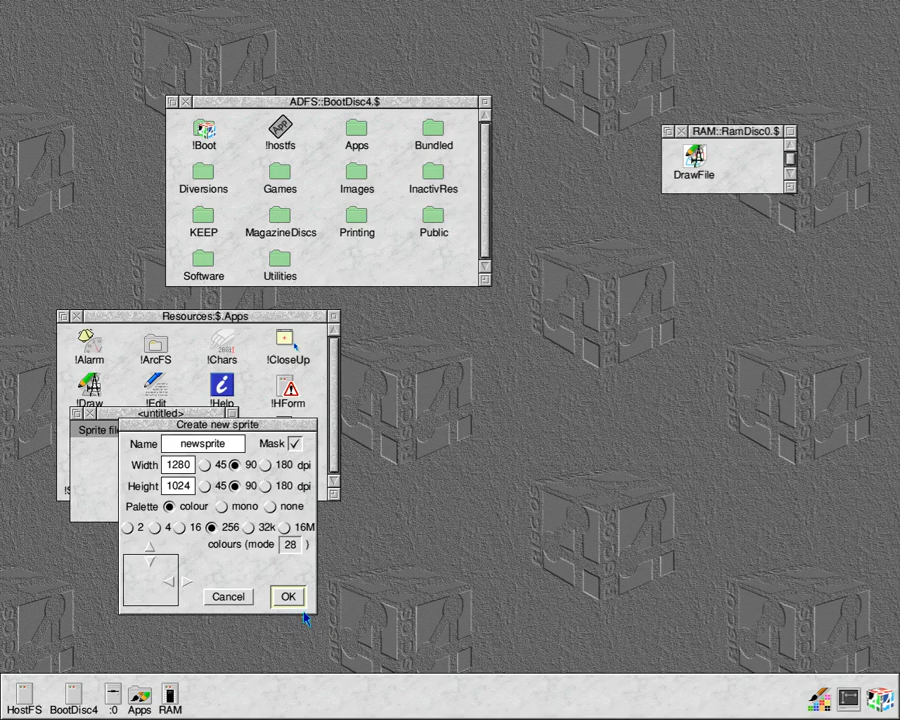 ADFS::BootDisc4.$
!Boot
App
!hostfs
Apps
Bundled
Diversions
Games
Images
InactivRes
KEEP
MagazineDiscs
Printing
Public
Software
Utilities
RAM::RamDisc0.$
DrawFile
Resources:$.Apps
!Alarm
!ArcFS
!Chars
!CloseUp
!Draw
!Edit
!Help
!HForm
<untitled>
Sprite file
Create new sprite
Name newsprite Mask
Width 1280 45 90 180 dpi
Height 1024 45 90 180 dpi
Palette colour mono none
2 4 16 256 32k 16M
colours (mode 28 )
Cancel OK
HostFS BootDisc4 :0 Apps RAM